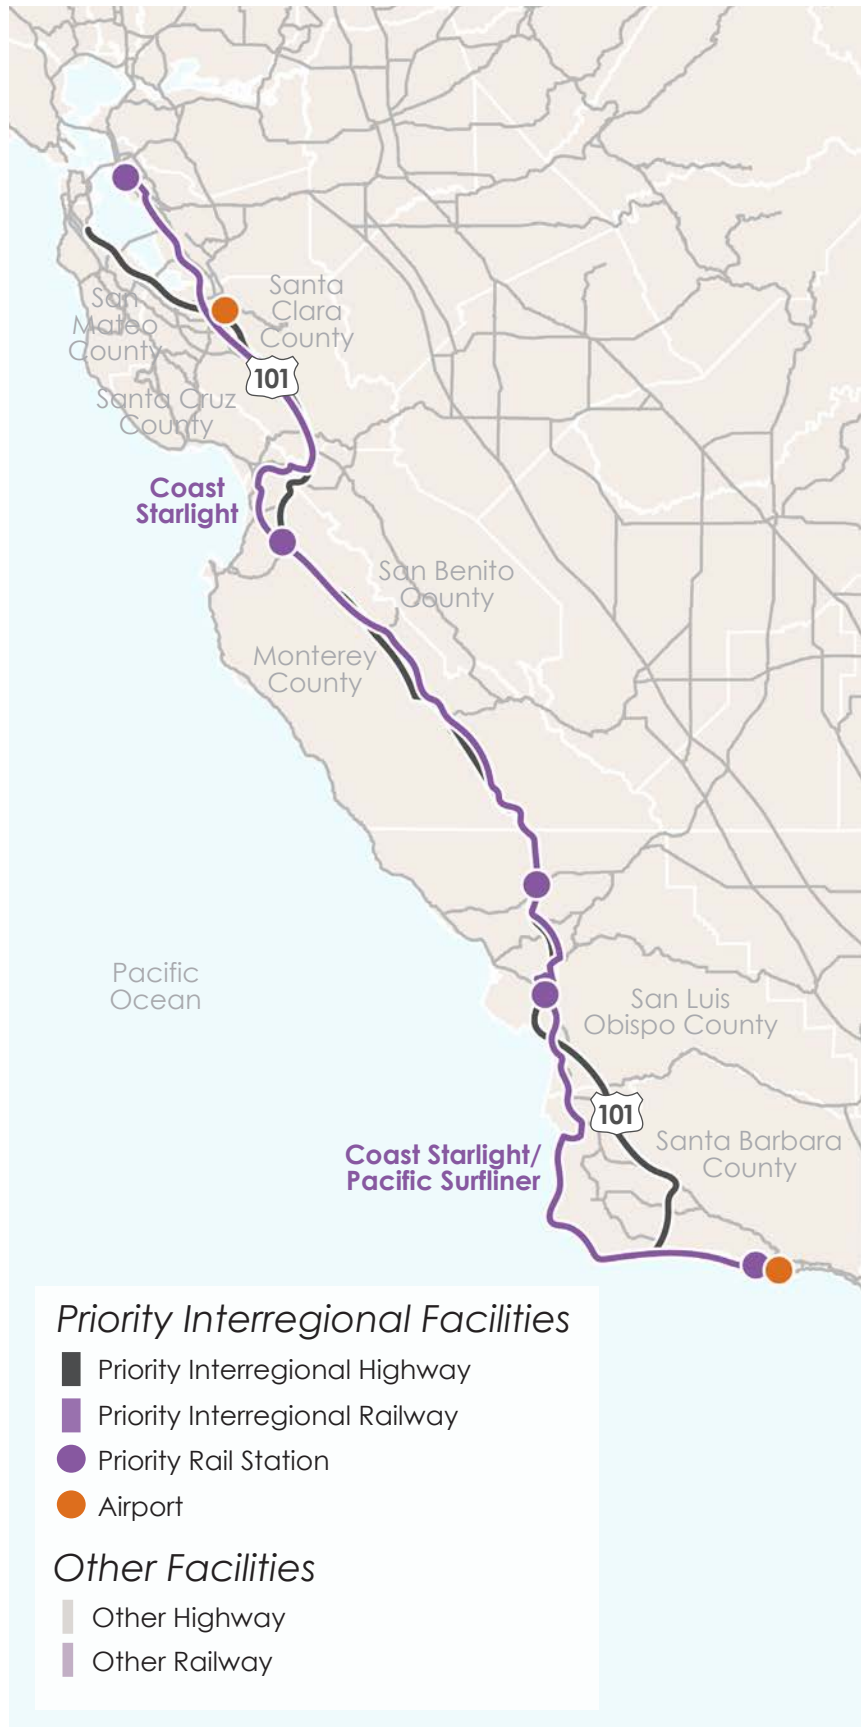 San
Mateo
County
Santa
Clara
County
101
Santa Cruz
County
Coast
Starlight
San Benito
County
Monterey
County
Pacific
Ocean
San Luis
Obispo County
101
Coast Starlight/
Pacific Surfliner
Santa Barbara
County
Priority Interregional Facilities
Priority Interregional Highway
Priority Interregional Railway
Priority Rail Station
Airport
Other Facilities
Other Highway
Other Railway